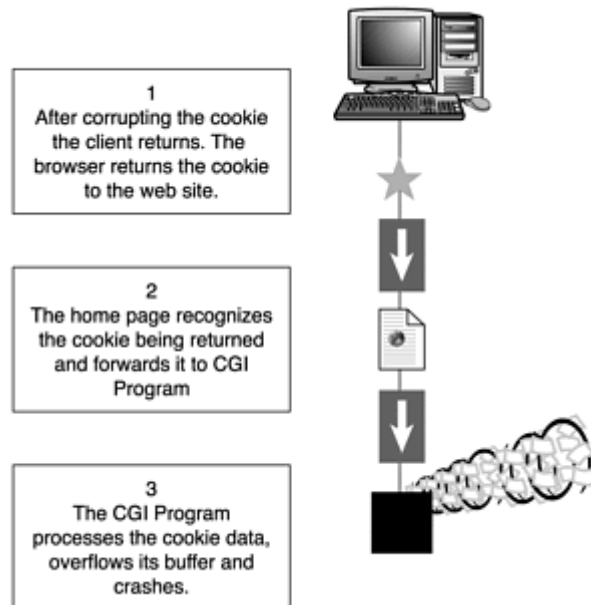 1
After corrupting the cookie
the client returns. The
browser returns the cookie
to the web site.
2
The home page recognizes
the cookie being returned
and forwards it to CGI
Program
3
The CGI Program
processes the cookie data,
overflows its buffer and
crashes.